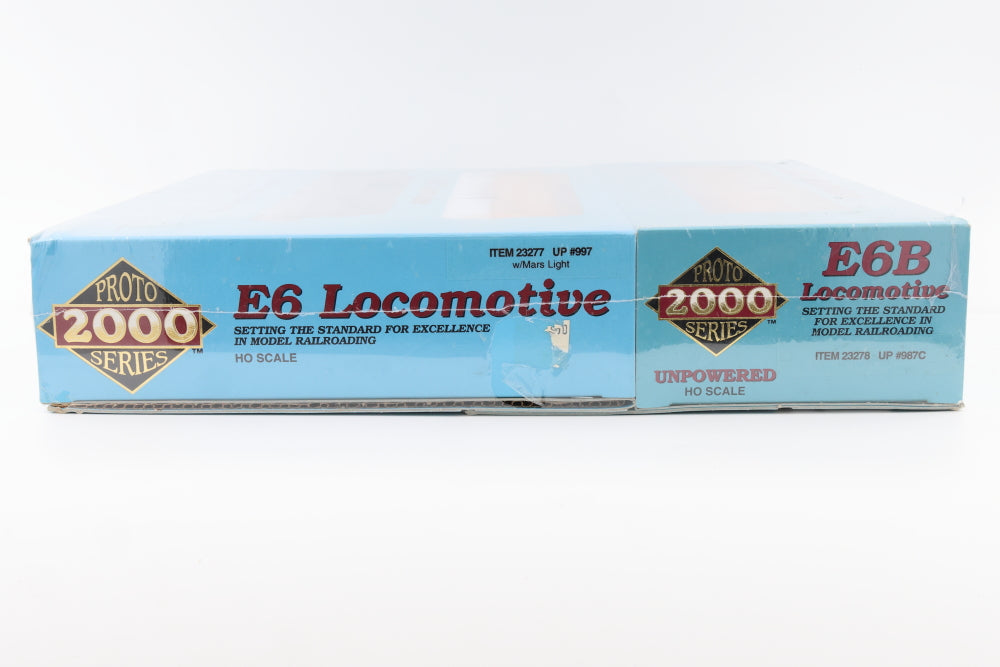 ITEM 23277 UP #997
w/Mars Light
PROTO
2000
SERIES™
E6 Locomotive
SETTING THE STANDARD FOR EXCELLENCE
IN MODEL RAILROADING
HO SCALE
PROTO
2000
SERIES™
E6B
Locomotive
SETTING THE STANDARD
FOR EXCELLENCE IN
MODEL RAILROADING
ITEM 23278 UP #987C
UNPOWERED
HO SCALE